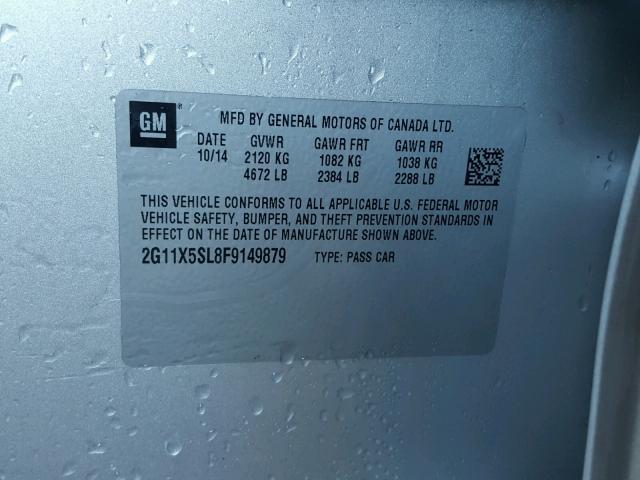 GM
MFD BY GENERAL MOTORS OF CANADA LTD.
DATE GVWR GAWR FRT GAWR RR
10/14 2120 KG 1082 KG 1038 KG
4672 LB 2384 LB 2288 LB
THIS VEHICLE CONFORMS TO ALL APPLICABLE U.S. FEDERAL MOTOR
VEHICLE SAFETY, BUMPER, AND THEFT PREVENTION STANDARDS IN
EFFECT ON THE DATE OF MANUFACTURE SHOWN ABOVE.
2G11X5SL8F9149879 TYPE: PASS CAR